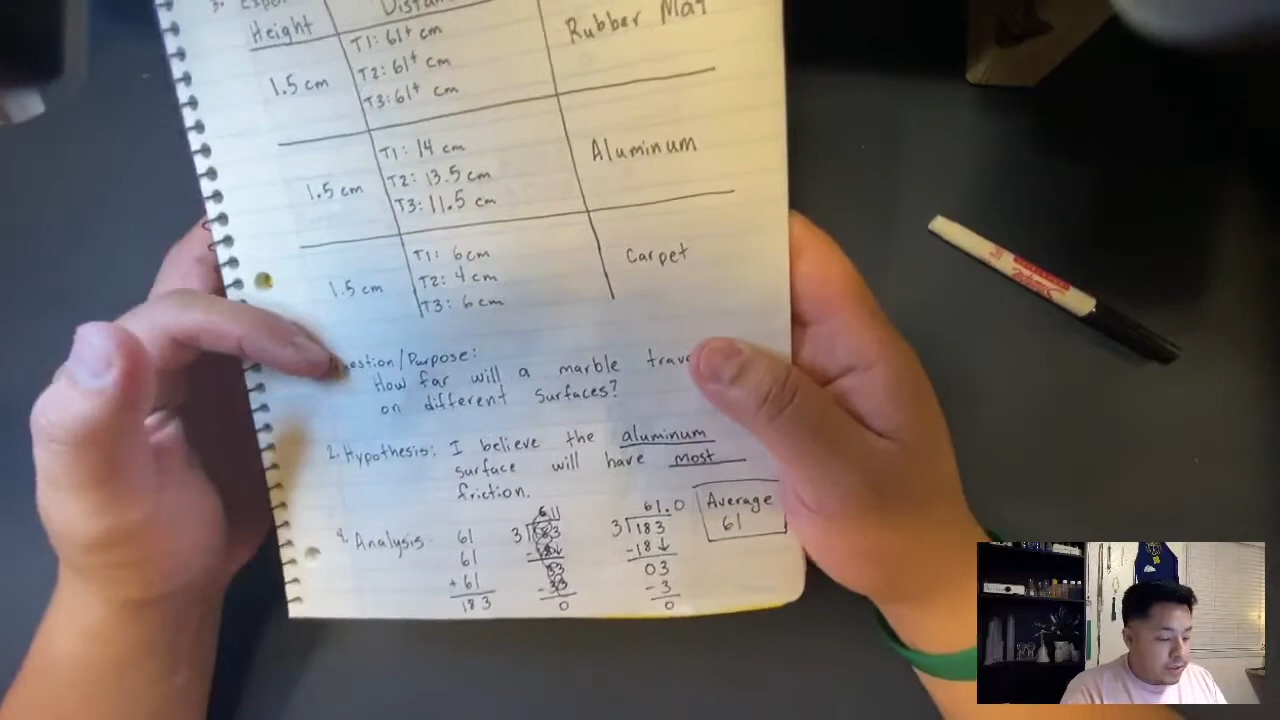 3.
Height
1.5 cm
T1: 61+ cm
T2: 61+ cm
T3: 61+ cm
Rubber Mat
1.5 cm
T1: 14 cm
T2: 13.5 cm
T3: 11.5 cm
Aluminum
1.5 cm
T1: 6 cm
T2: 4 cm
T3: 6 cm
Carpet
/Purpose:
How far will a marble
on different surfaces?
2. Hypothesis: I believe the aluminum
surface will have most
friction.
Analysis:
61
61
+ 61
183
61.0
3 183
-18↓
03
- 3
0
0
Average
61